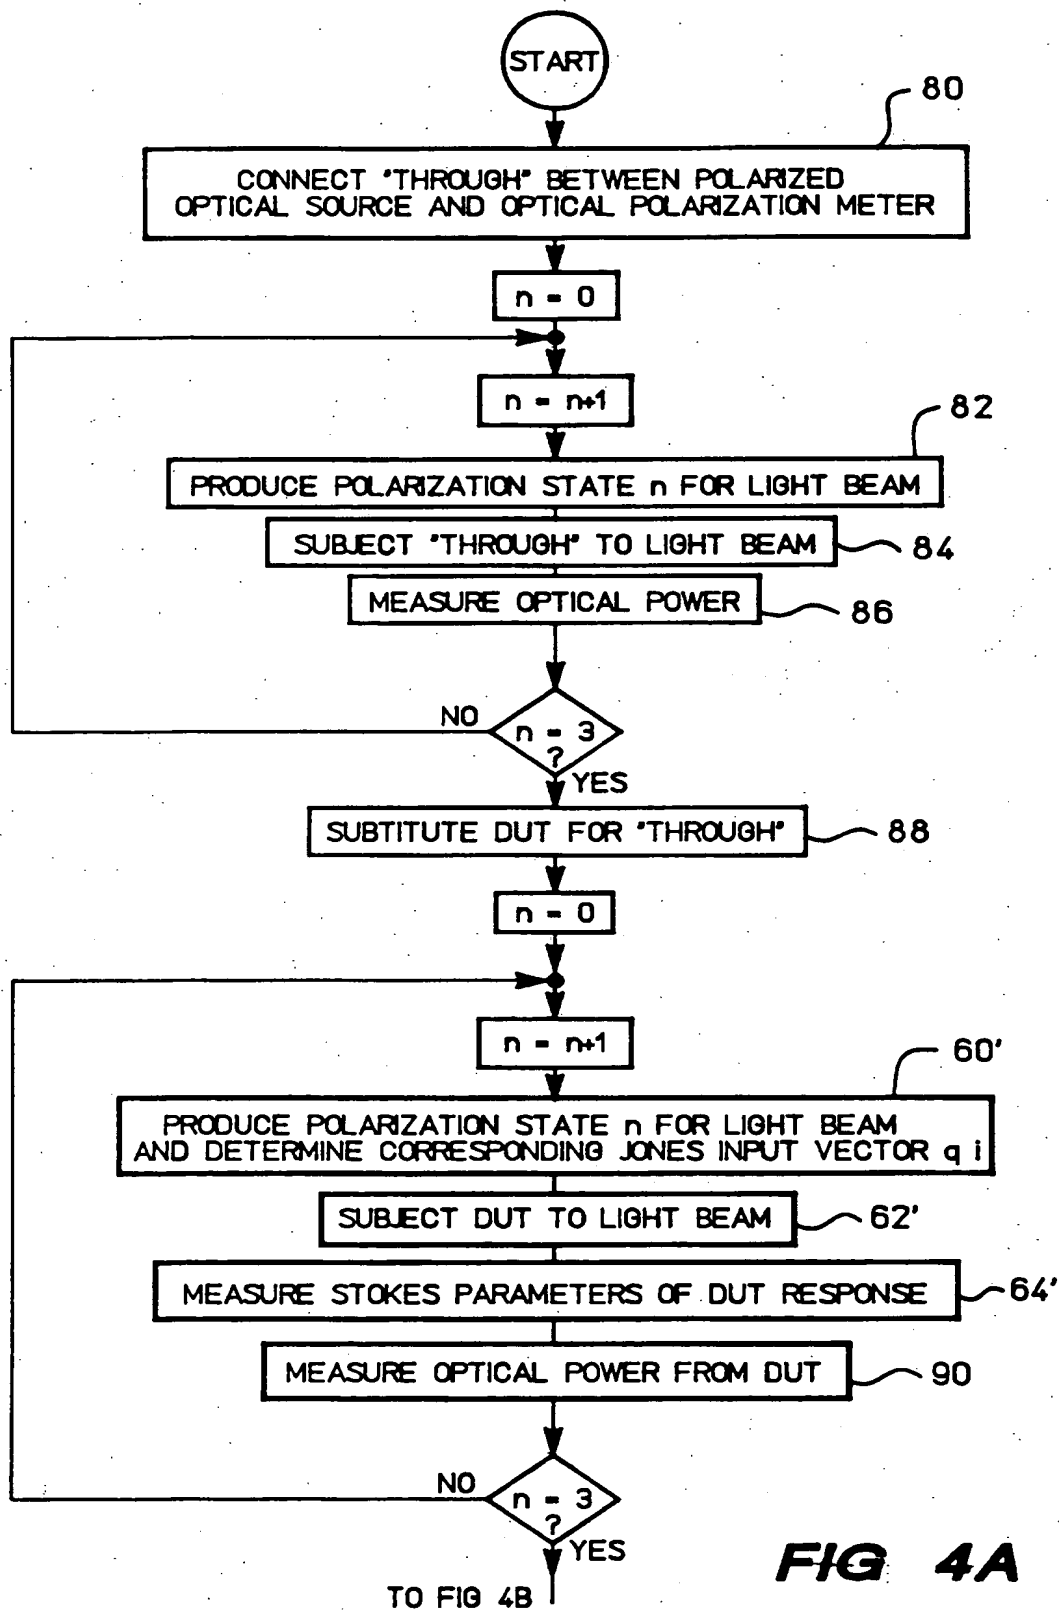 START
80
CONNECT "THROUGH" BETWEEN POLARIZED
OPTICAL SOURCE AND OPTICAL POLARIZATION METER
n = 0
n = n+1
82
PRODUCE POLARIZATION STATE n FOR LIGHT BEAM
SUBJECT "THROUGH" TO LIGHT BEAM
84
MEASURE OPTICAL POWER
86
NO
n = 3
?
YES
SUBTITUTE DUT FOR "THROUGH"
88
n = 0
n = n+1
60'
PRODUCE POLARIZATION STATE n FOR LIGHT BEAM
AND DETERMINE CORRESPONDING JONES INPUT VECTOR q i
SUBJECT DUT TO LIGHT BEAM
62'
MEASURE STOKES PARAMETERS OF DUT RESPONSE
64'
MEASURE OPTICAL POWER FROM DUT
90
NO
n = 3
?
YES
TO FIG 4B
FIG 4A